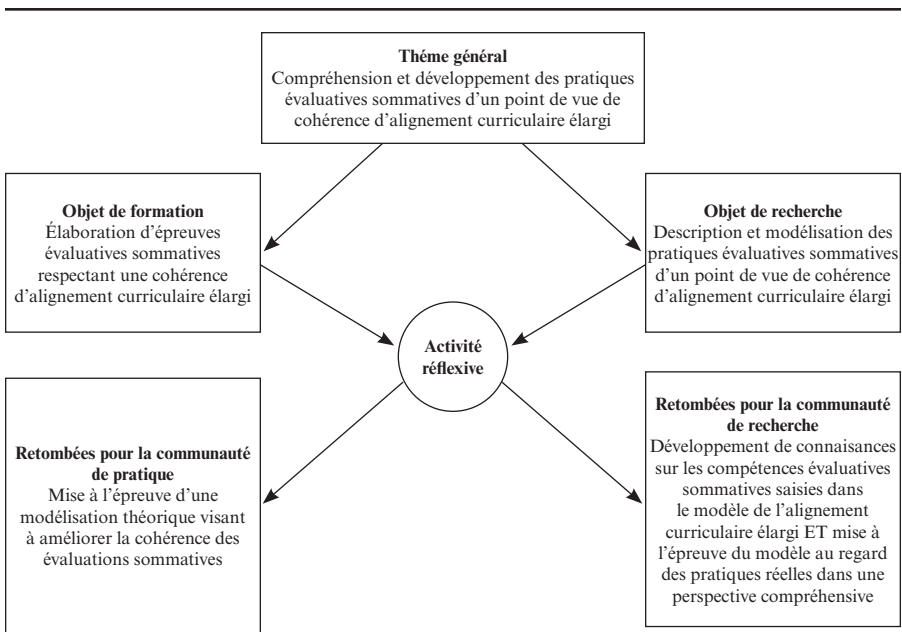 Théme général
Compréhension et développement des pratiques
évaluatives sommatives d'un point de vue de
cohérence d'alignement curriculaire élargi
Objet de formation
Élaboration d'épreuves
évaluatives sommatives
respectant une cohérence
d'alignement curriculaire élargi
Objet de recherche
Description et modélisation des
pratiques évaluatives sommatives
d'un point de vue de cohérence
d'alignement curriculaire élargi
Activité
réflexive
Retombées pour la communauté
de pratique
Mise à l'épreuve d'une
modélisation théorique visant
à améliorer la cohérence des
évaluations sommatives
Retombées pour la communauté
de recherche
Développement de connaisances
sur les compétences évaluatives
sommatives saisies dans
le modèle de l'alignement
curriculaire élargi ET mise à
l'épreuve du modèle au regard
des pratiques réelles dans une
perspective compréhensive